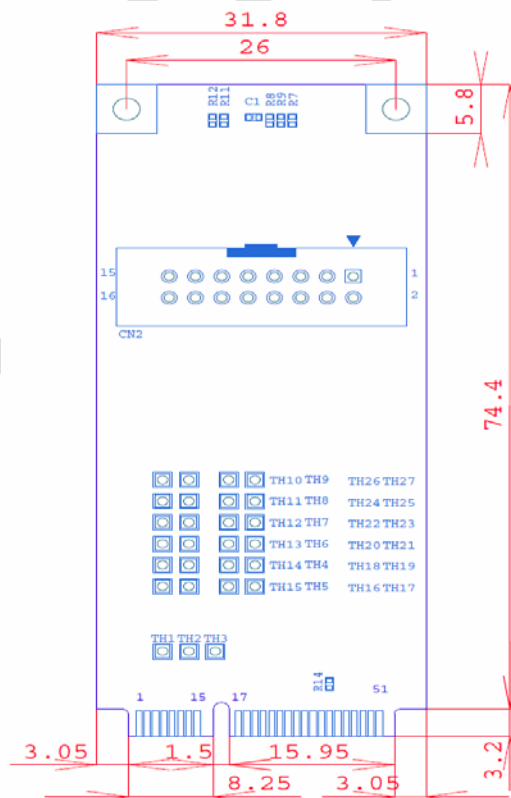 31.8
26
5.8
R12
R11
C1
R8
R9
R7
15
1
16
2
CN2
74.4
TH10 TH9 TH26 TH27
TH11 TH8 TH24 TH25
TH12 TH7 TH22 TH23
TH13 TH6 TH20 TH21
TH14 TH4 TH18 TH19
TH15 TH5 TH16 TH17
TH1 TH2 TH3
R14
1 15 17 51
3.05 1.5 15.95
3.2
8.25 3.05